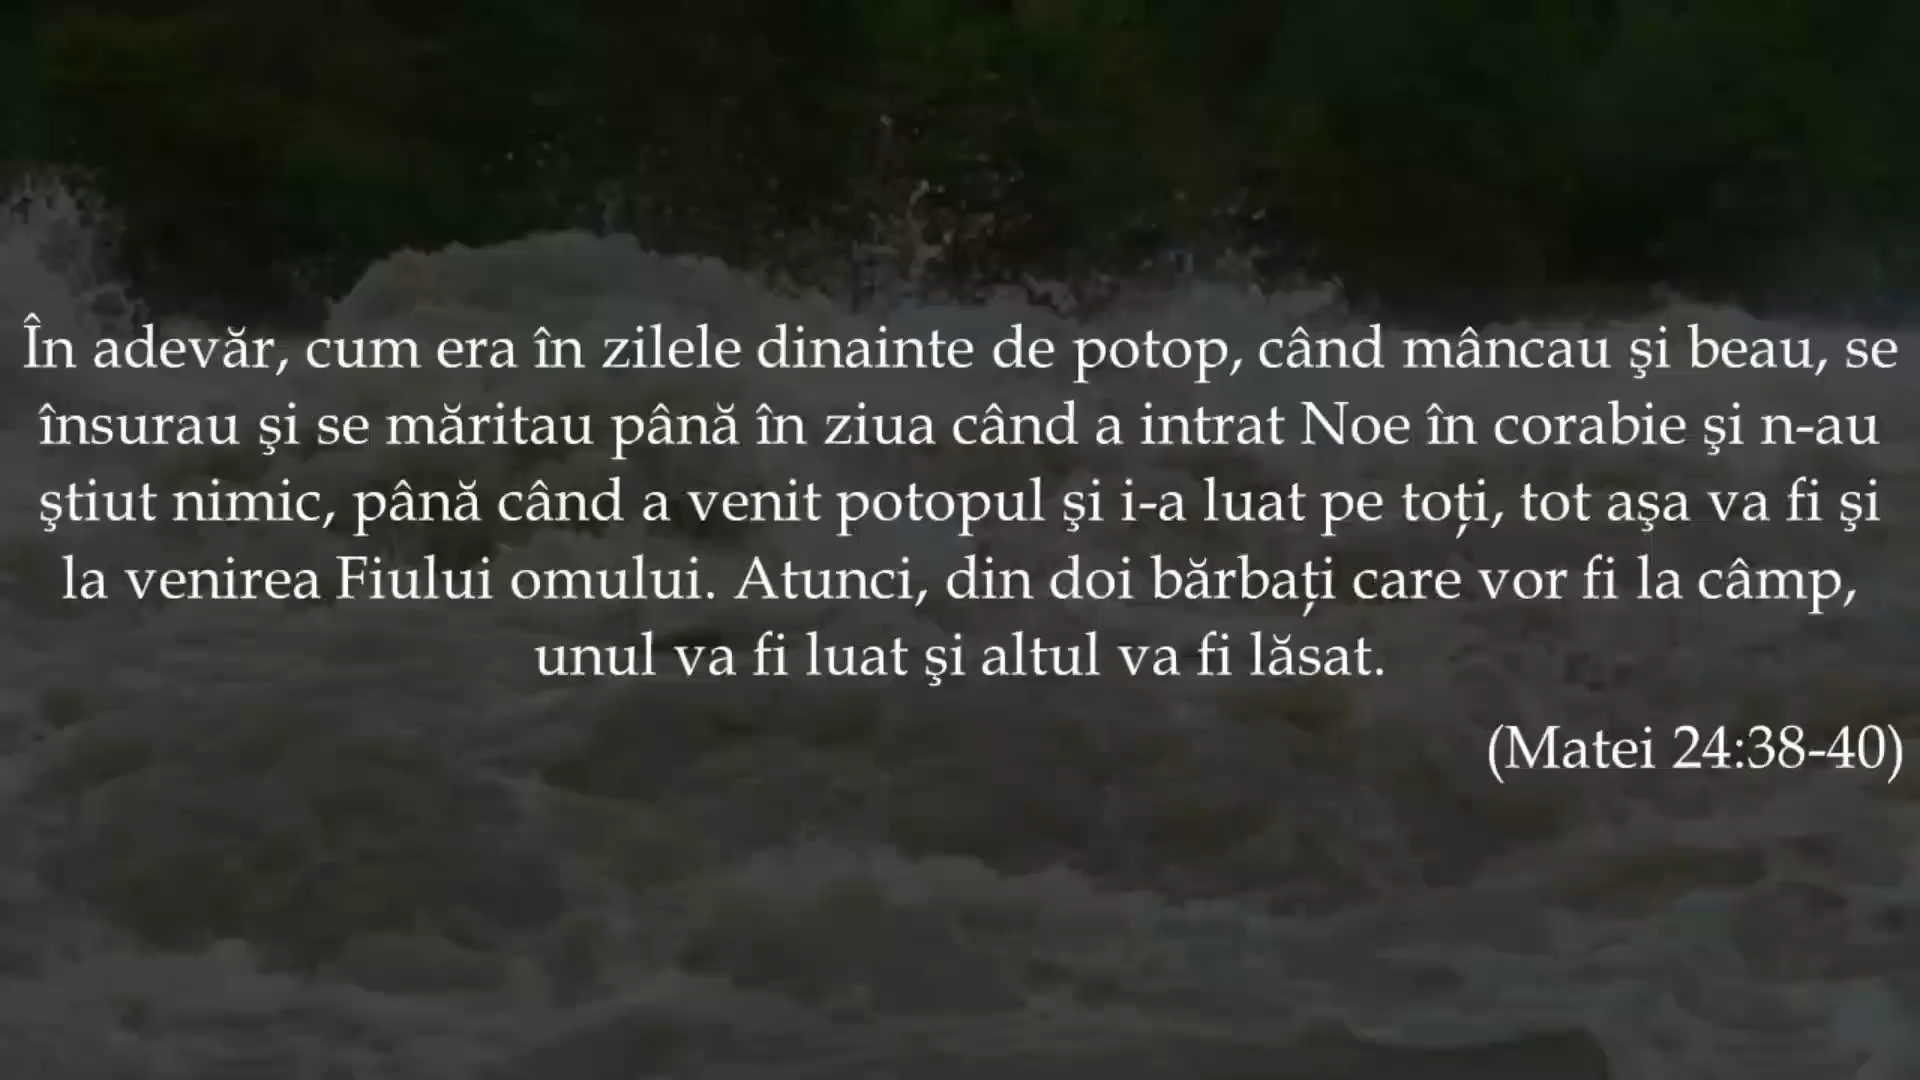 În adevăr, cum era în zilele dinainte de potop, când mâncau şi beau, se
însurau şi se măritau până în ziua când a intrat Noe în corabie şi n-au
ştiut nimic, până când a venit potopul şi i-a luat pe toți, tot aşa va fi şi
la venirea Fiului omului. Atunci, din doi bărbați care vor fi la câmp,
unul va fi luat şi altul va fi lăsat.
(Matei 24:38-40)